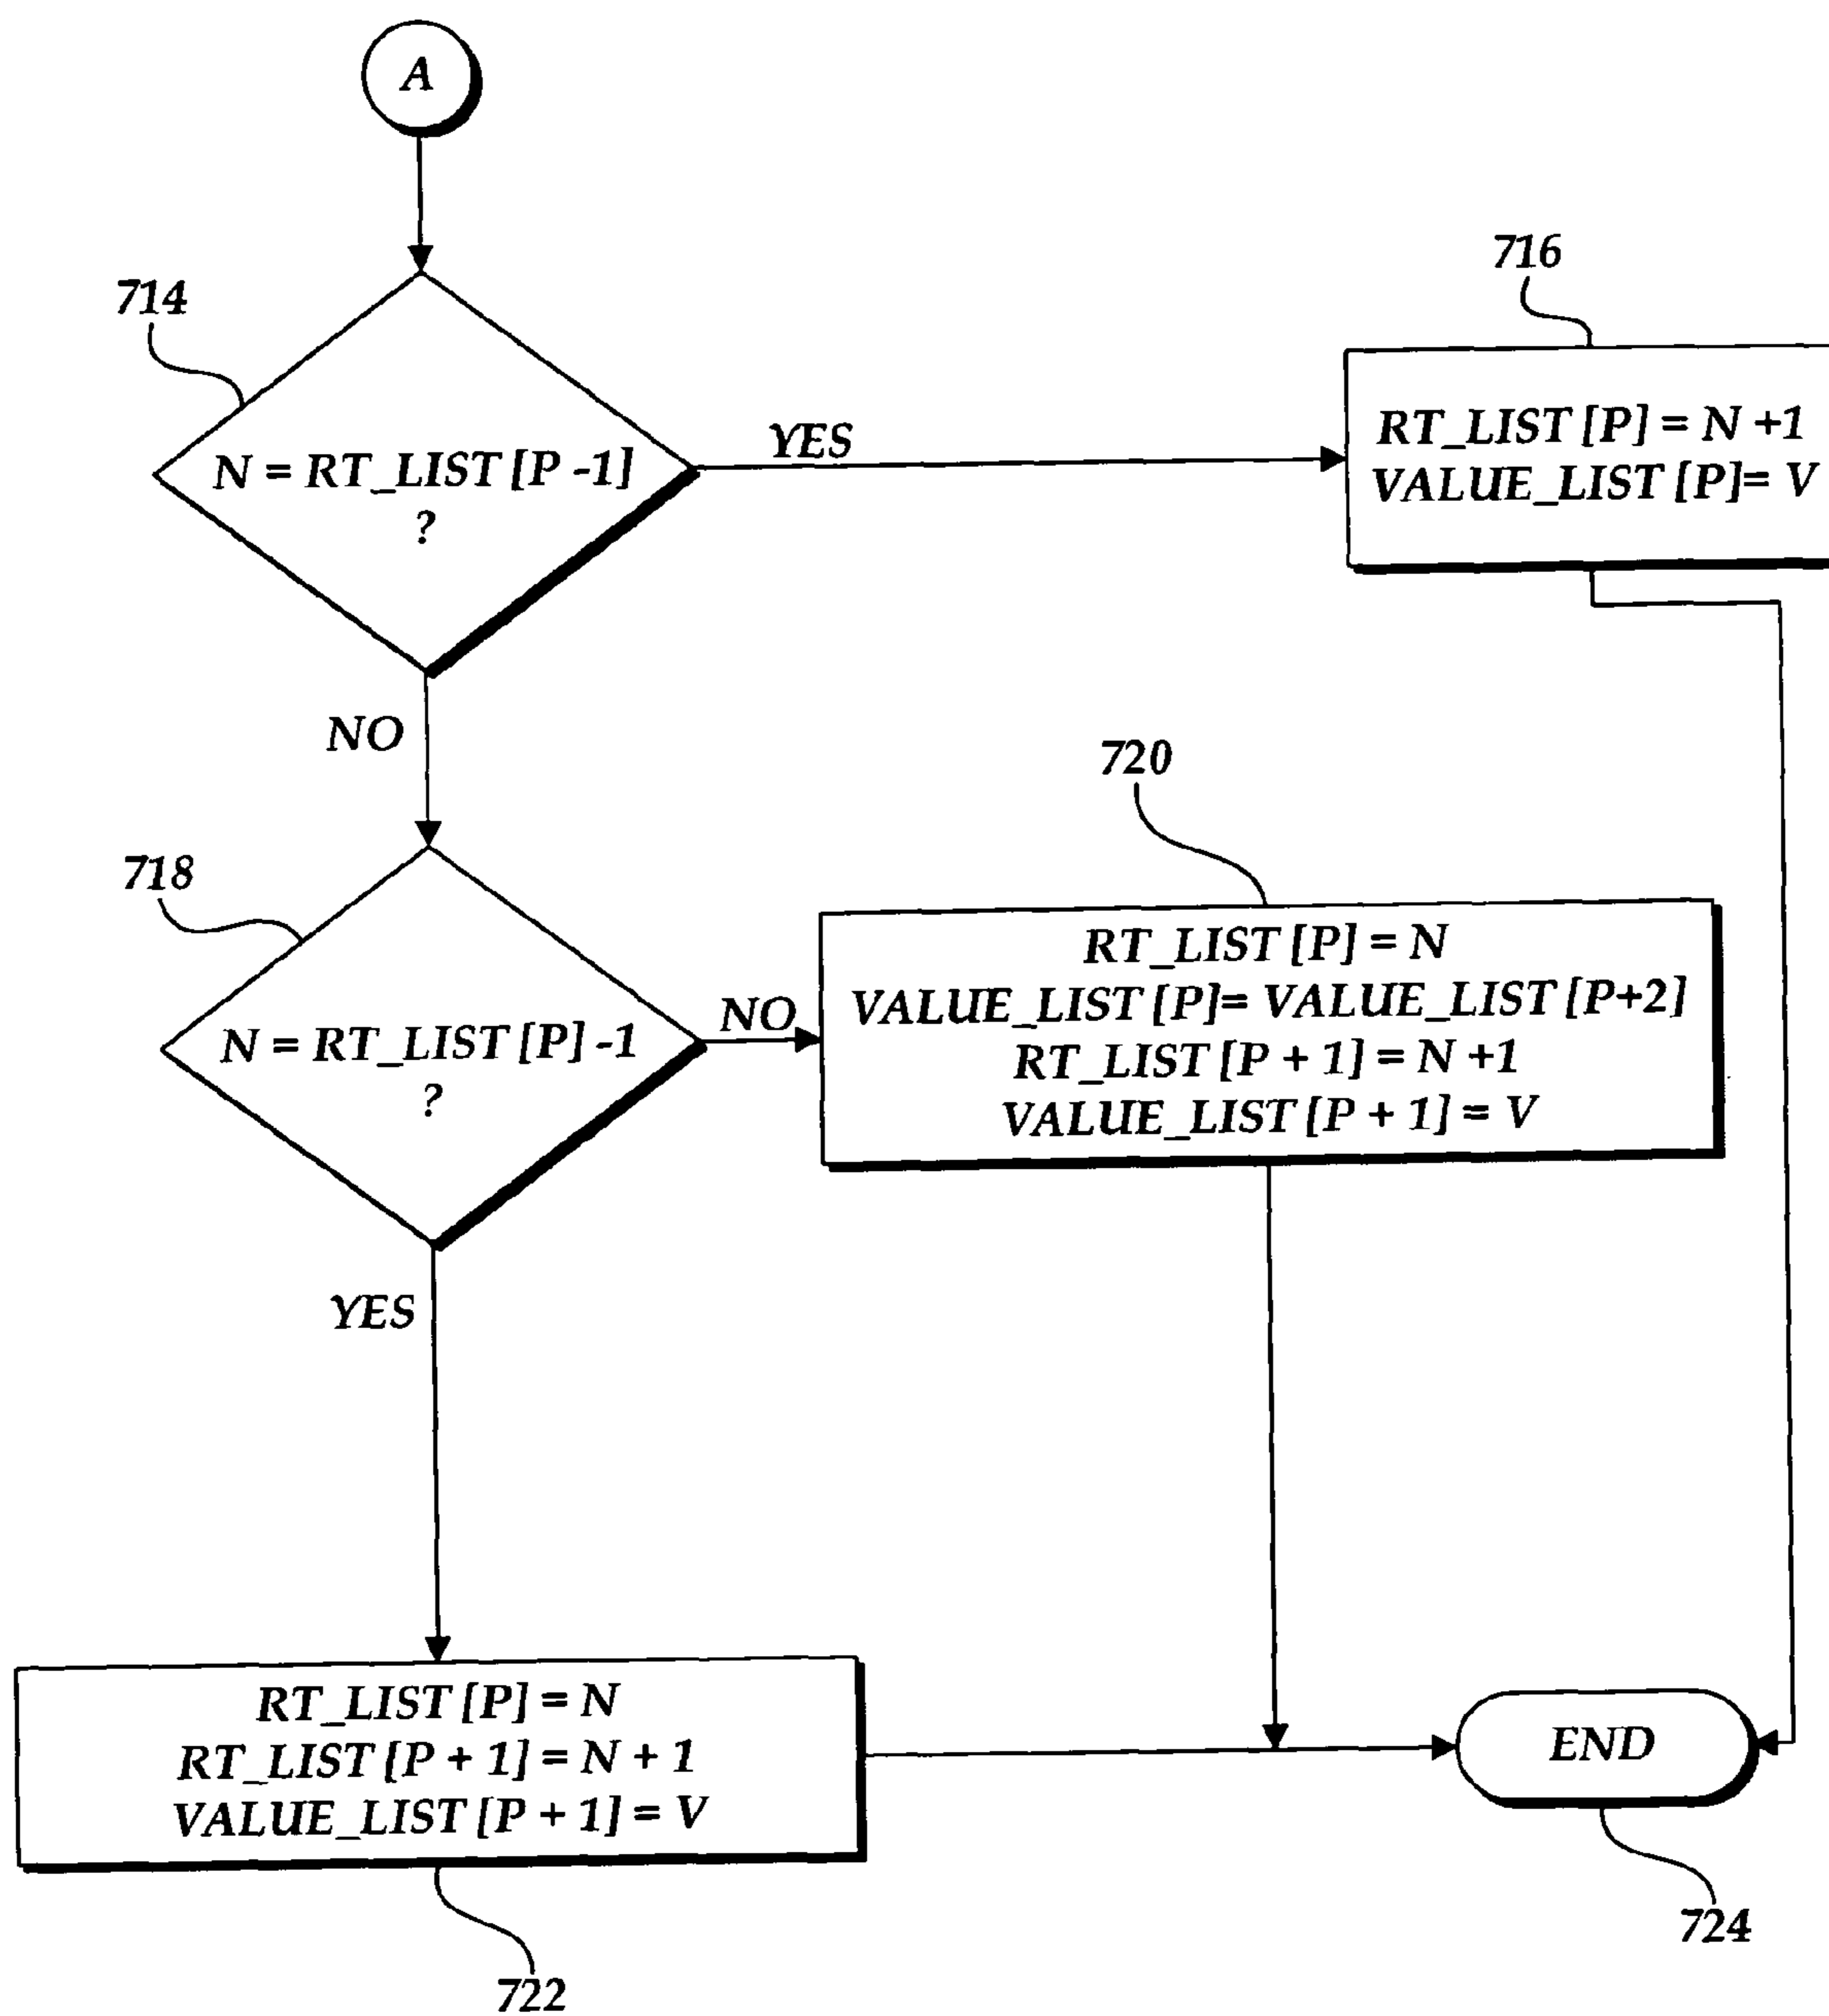 A
714
N = RT_LIST [P -1]
?
YES
716
RT_LIST [P] = N +1
VALUE_LIST [P]= V
NO
718
N = RT_LIST [P] -1
?
NO
720
RT_LIST [P] = N
VALUE_LIST [P]= VALUE_LIST [P+2]
RT_LIST [P + 1] = N +1
VALUE_LIST [P + 1] = V
YES
RT_LIST [P] = N
RT_LIST [P + 1] = N + 1
VALUE_LIST [P + 1] = V
722
END
724